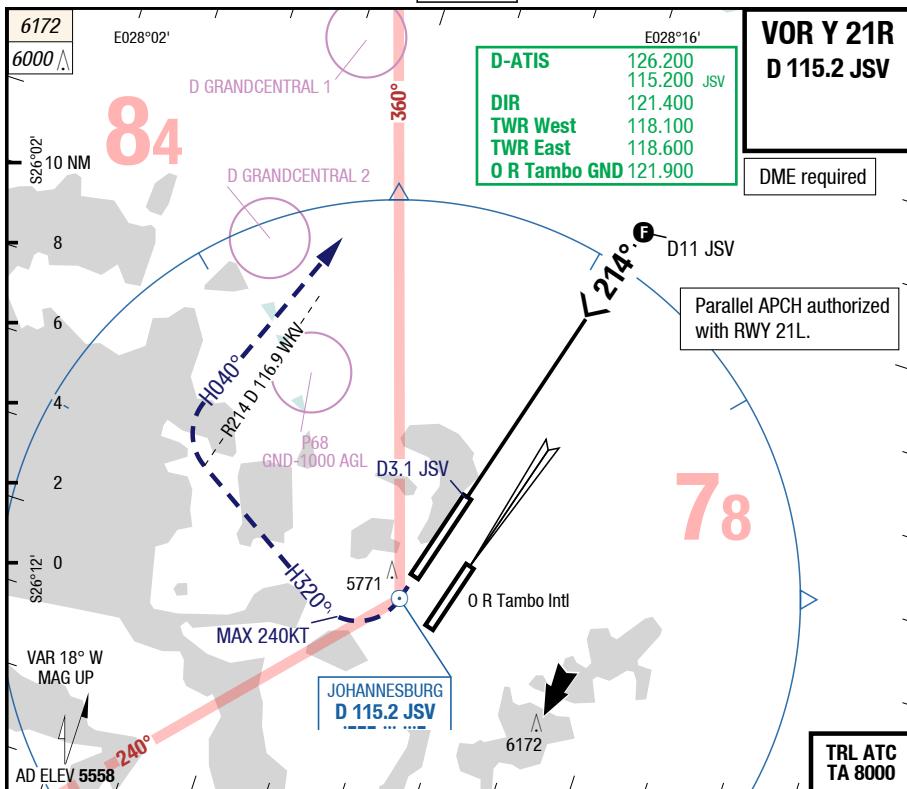 6172
6000
E028°02'
E028°16'
VOR Y 21R
D 115.2 JSV
D-ATIS 126.200
115.200 JSV
DIR 121.400
TWR West 118.100
TWR East 118.600
O R Tambo GND 121.900
DME required
D GRANDCENTRAL 1
84
360°
S26°02'
10 NM
D GRANDCENTRAL 2
8
F
D11 JSV
214°
Parallel APCH authorized
with RWY 21L.
6
H040°
R214 D 116.9 WKV
4
P68
GND-1000 AGL
D3.1 JSV
2
78
0
S26°12'
H320°
5771
O R Tambo Intl
MAX 240KT
VAR 18° W
MAG UP
JOHANNESBURG
D 115.2 JSV
240°
6172
AD ELEV 5558
TRL ATC
TA 8000